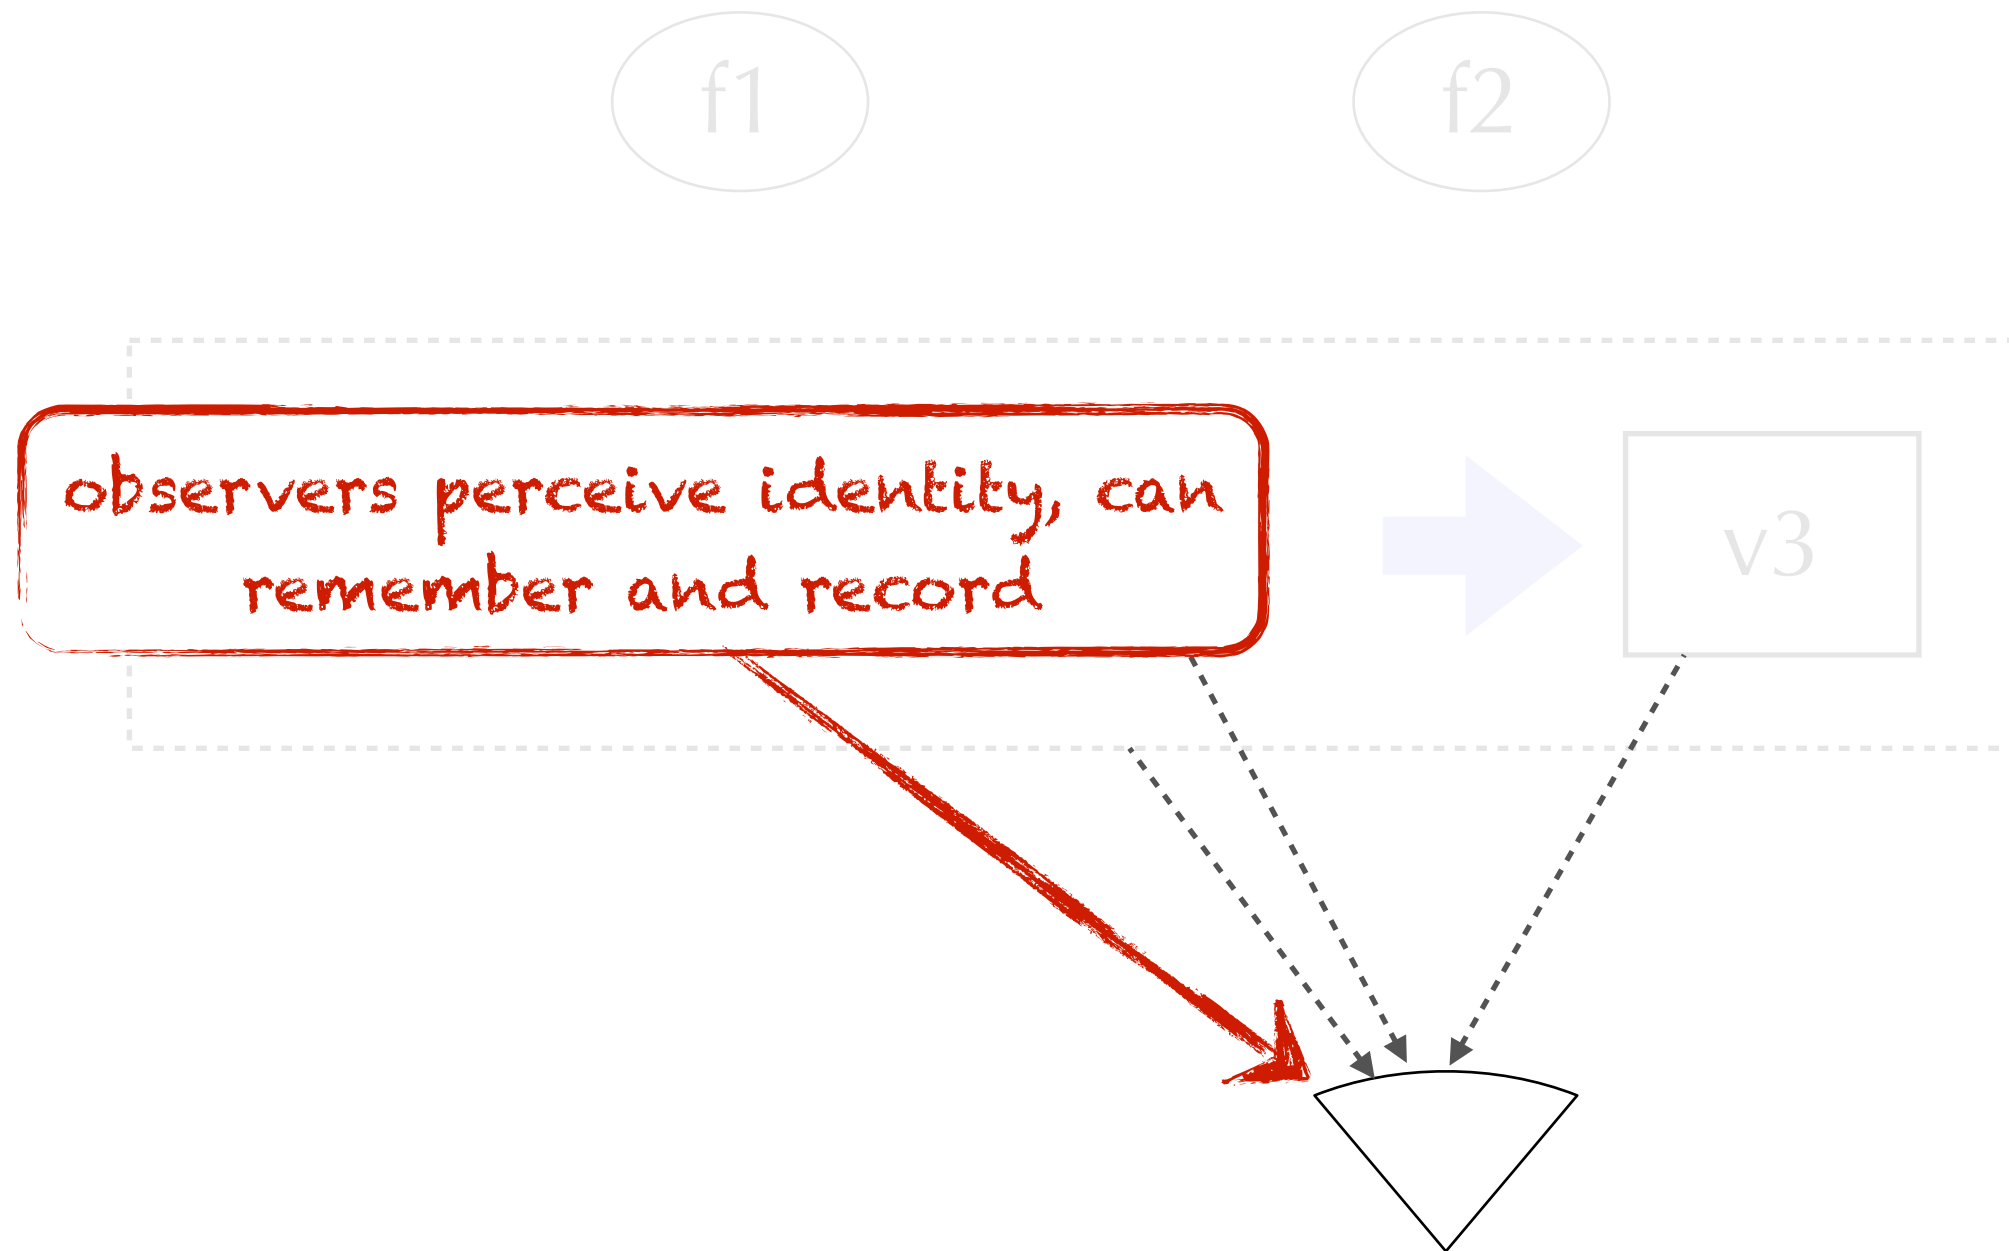 f1 f2
observers perceive identity, can
remember and record
v3